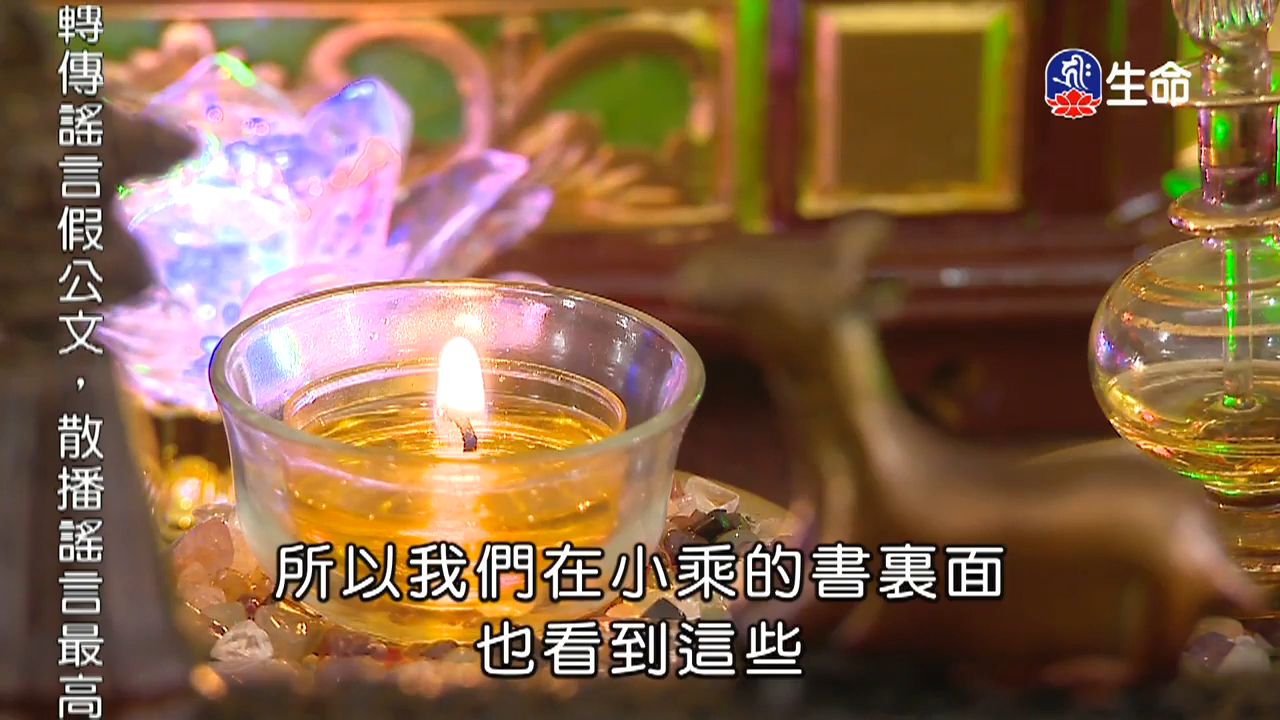 轉傳謠言假公文，散播謠言最高
生命
所以我們在小乘的書裏面
也看到這些